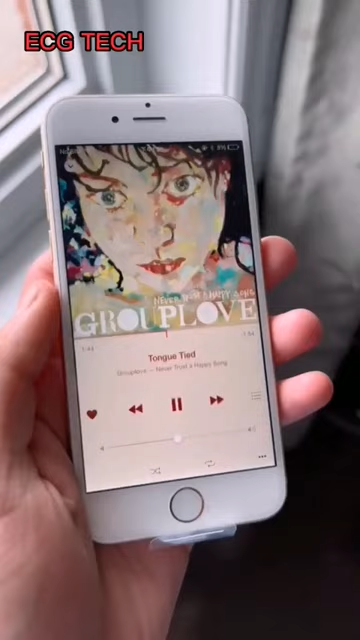 ECG TECH
NEVER TRUST A HAPPY SONG
GROUPLOVE
Tongue Tied
Grouplove — Never Trust a Happy Song